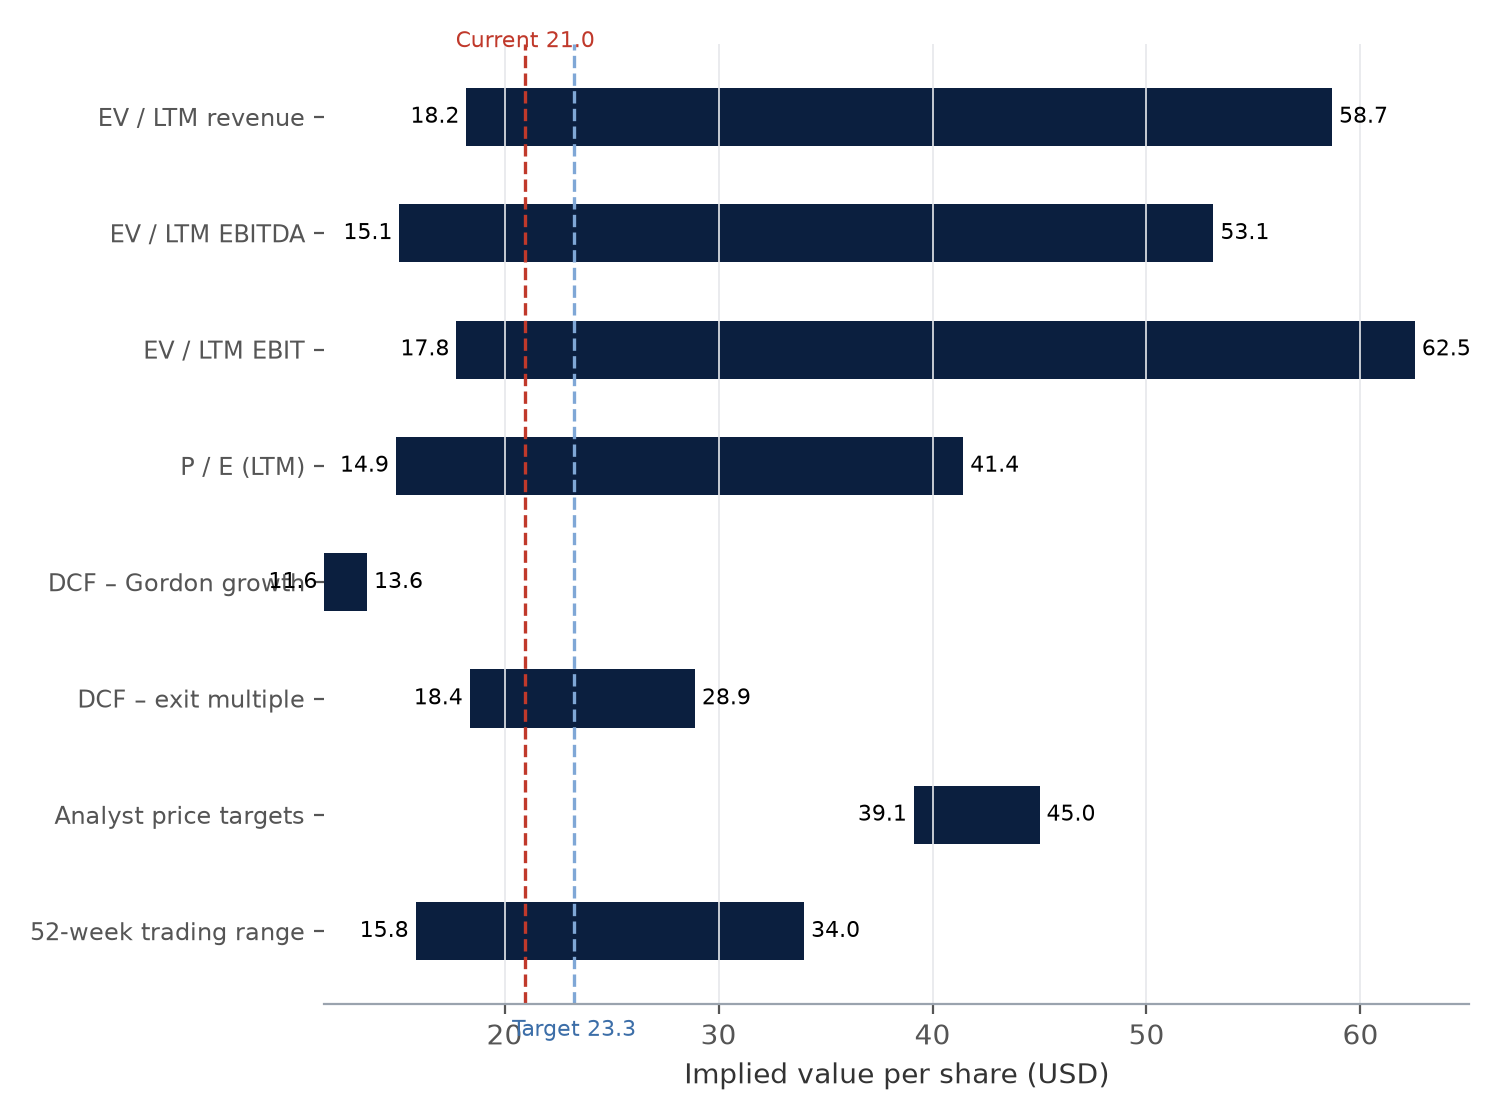 Current 21.0
EV / LTM revenue 18.2 58.7
EV / LTM EBITDA 15.1 53.1
EV / LTM EBIT 17.8 62.5
P / E (LTM) 14.9 41.4
DCF – Gordon growth 11.6 13.6
DCF – exit multiple 18.4 28.9
Analyst price targets 39.1 45.0
52-week trading range 15.8 34.0
Target 23.3
20 30 40 50 60
Implied value per share (USD)